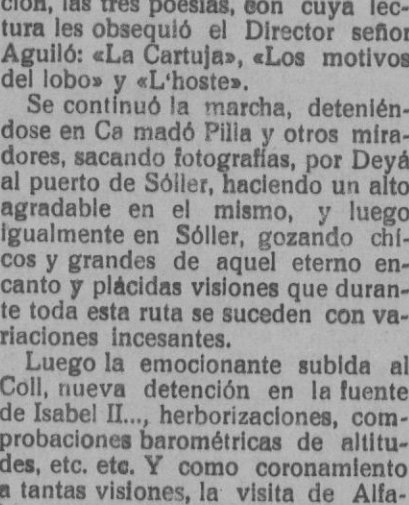 ción, las tres poesías, con cuya lec-
tura les obsequió el Director señor
Aguiló: «La Cartuja», «Los motivos
del lobo» y «L'hoste».
Se continuó la marcha, detenién-
dose en Ca madó Pilla y otros mira-
dores, sacando fotografías, por Deyá
al puerto de Sóller, haciendo un alto
agradable en el mismo, y luego
igualmente en Sóller, gozando chi-
cos y grandes de aquel eterno en-
canto y plácidas visiones que duran-
te toda esta ruta se suceden con va-
riaciones incesantes.
Luego la emocionante subida al
Coll, nueva detención en la fuente
de Isabel II..., herborizaciones, com-
probaciones barométricas de altitu-
des, etc. etc. Y como coronamiento
a tantas visiones, la visita de Alfa-